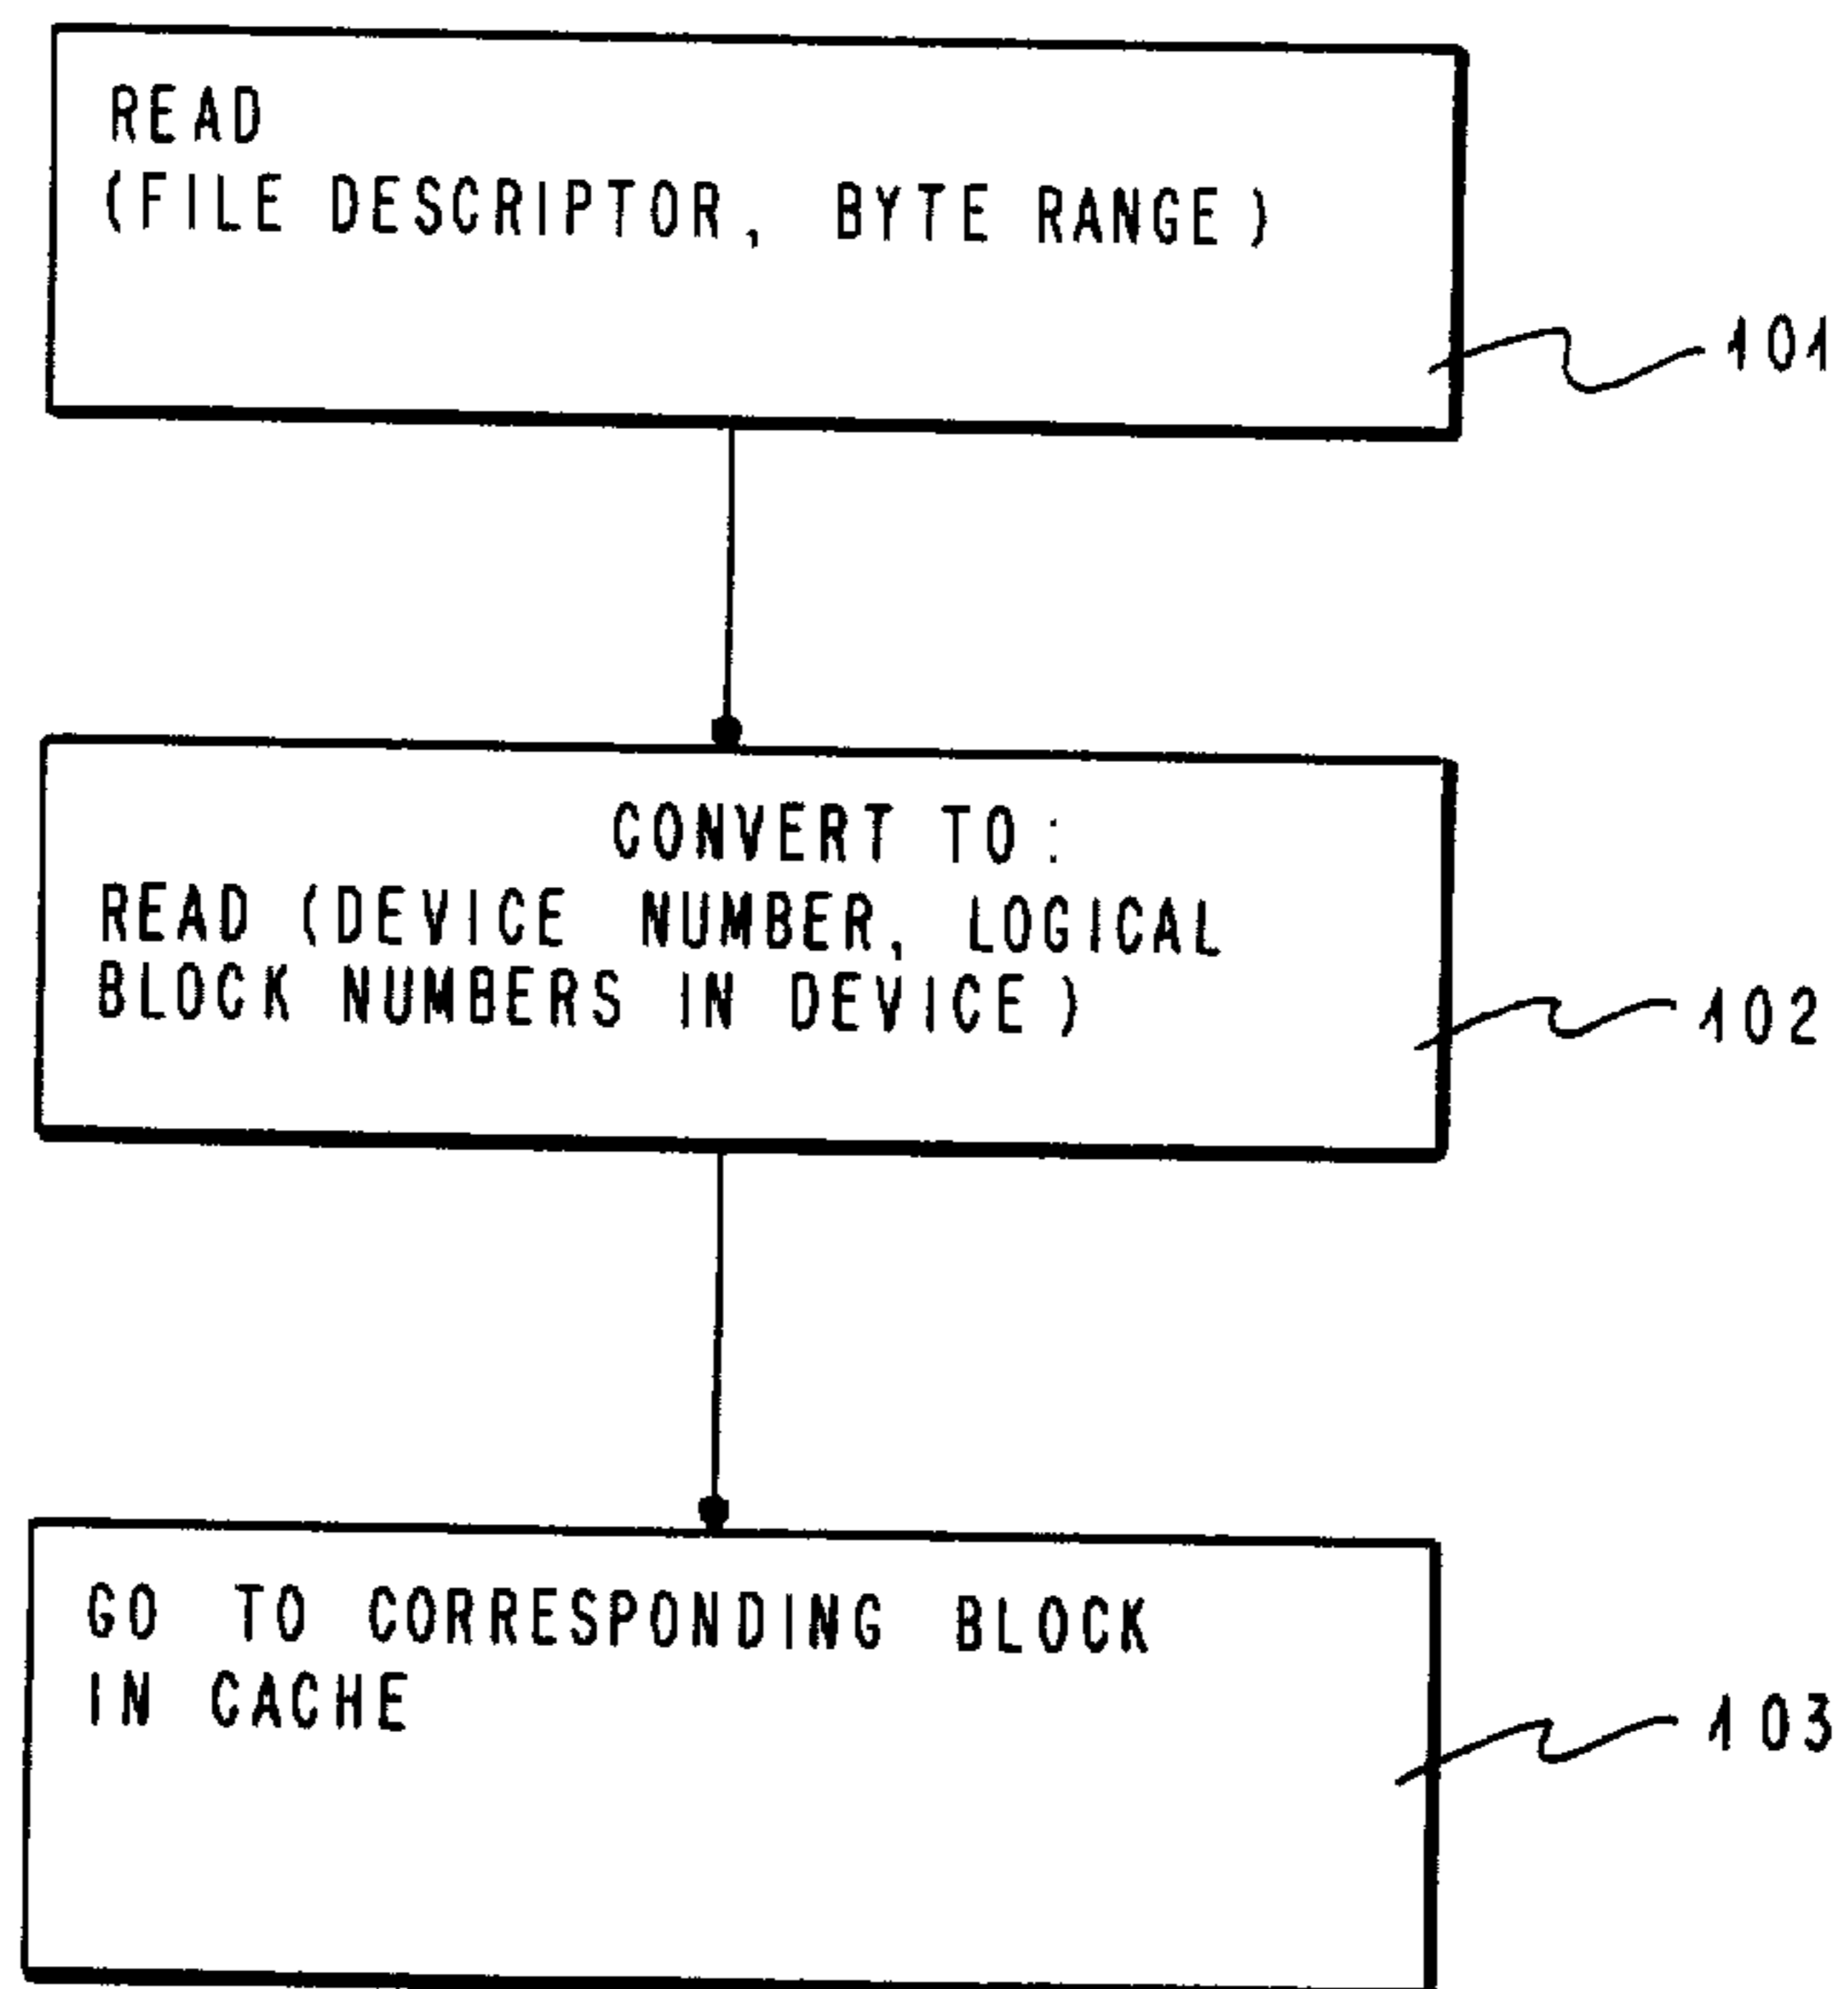 READ
(FILE DESCRIPTOR, BYTE RANGE)
101
CONVERT TO:
READ (DEVICE NUMBER, LOGICAL
BLOCK NUMBERS IN DEVICE)
102
GO TO CORRESPONDING BLOCK
IN CACHE
103